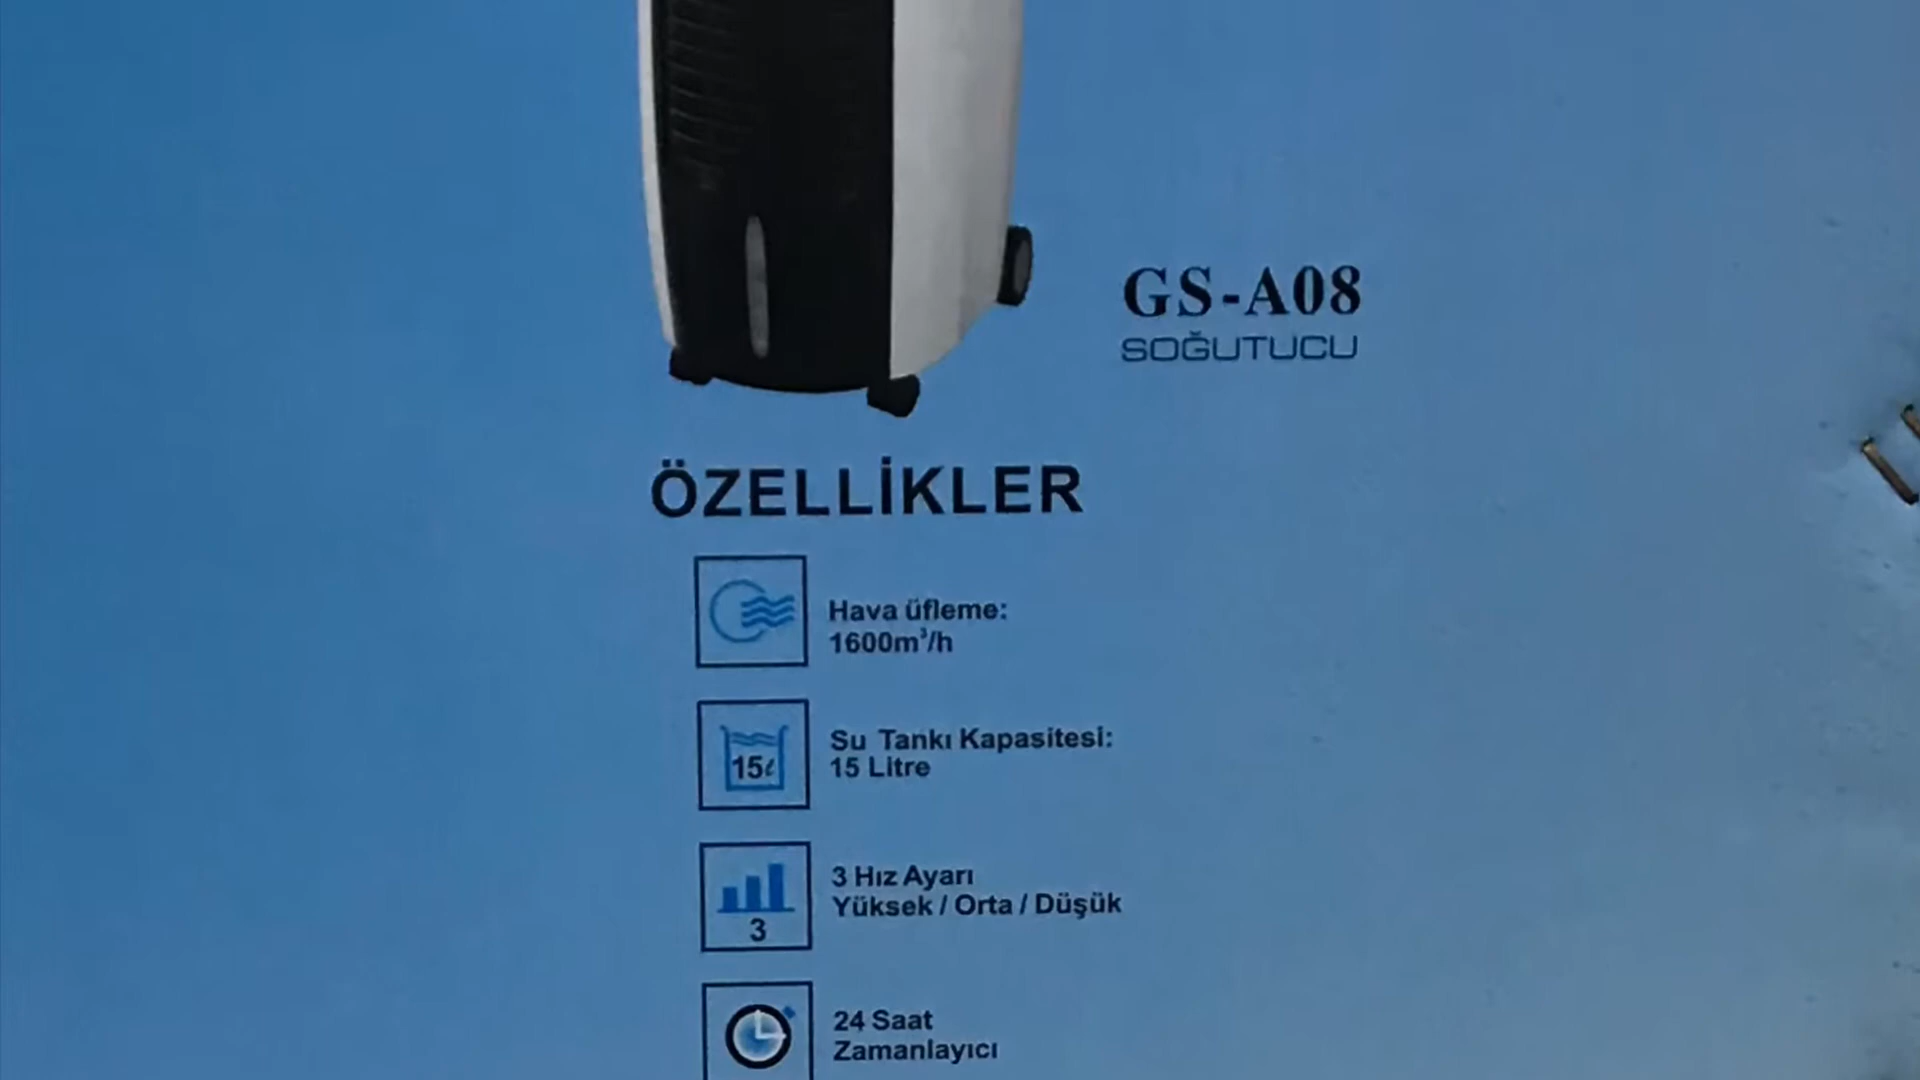 GS-A08
SOĞUTUCU
ÖZELLİKLER
Hava üfleme:
1600m³/h
15ℓ
Su Tankı Kapasitesi:
15 Litre
3
3 Hız Ayarı
Yüksek / Orta / Düşük
24 Saat
Zamanlayıcı